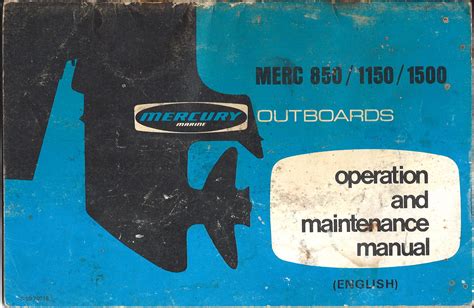 MERC 850/1150/1500
MERCURY
MARINE
OUTBOARDS
operation
and
maintenance
manual
(ENGLISH)